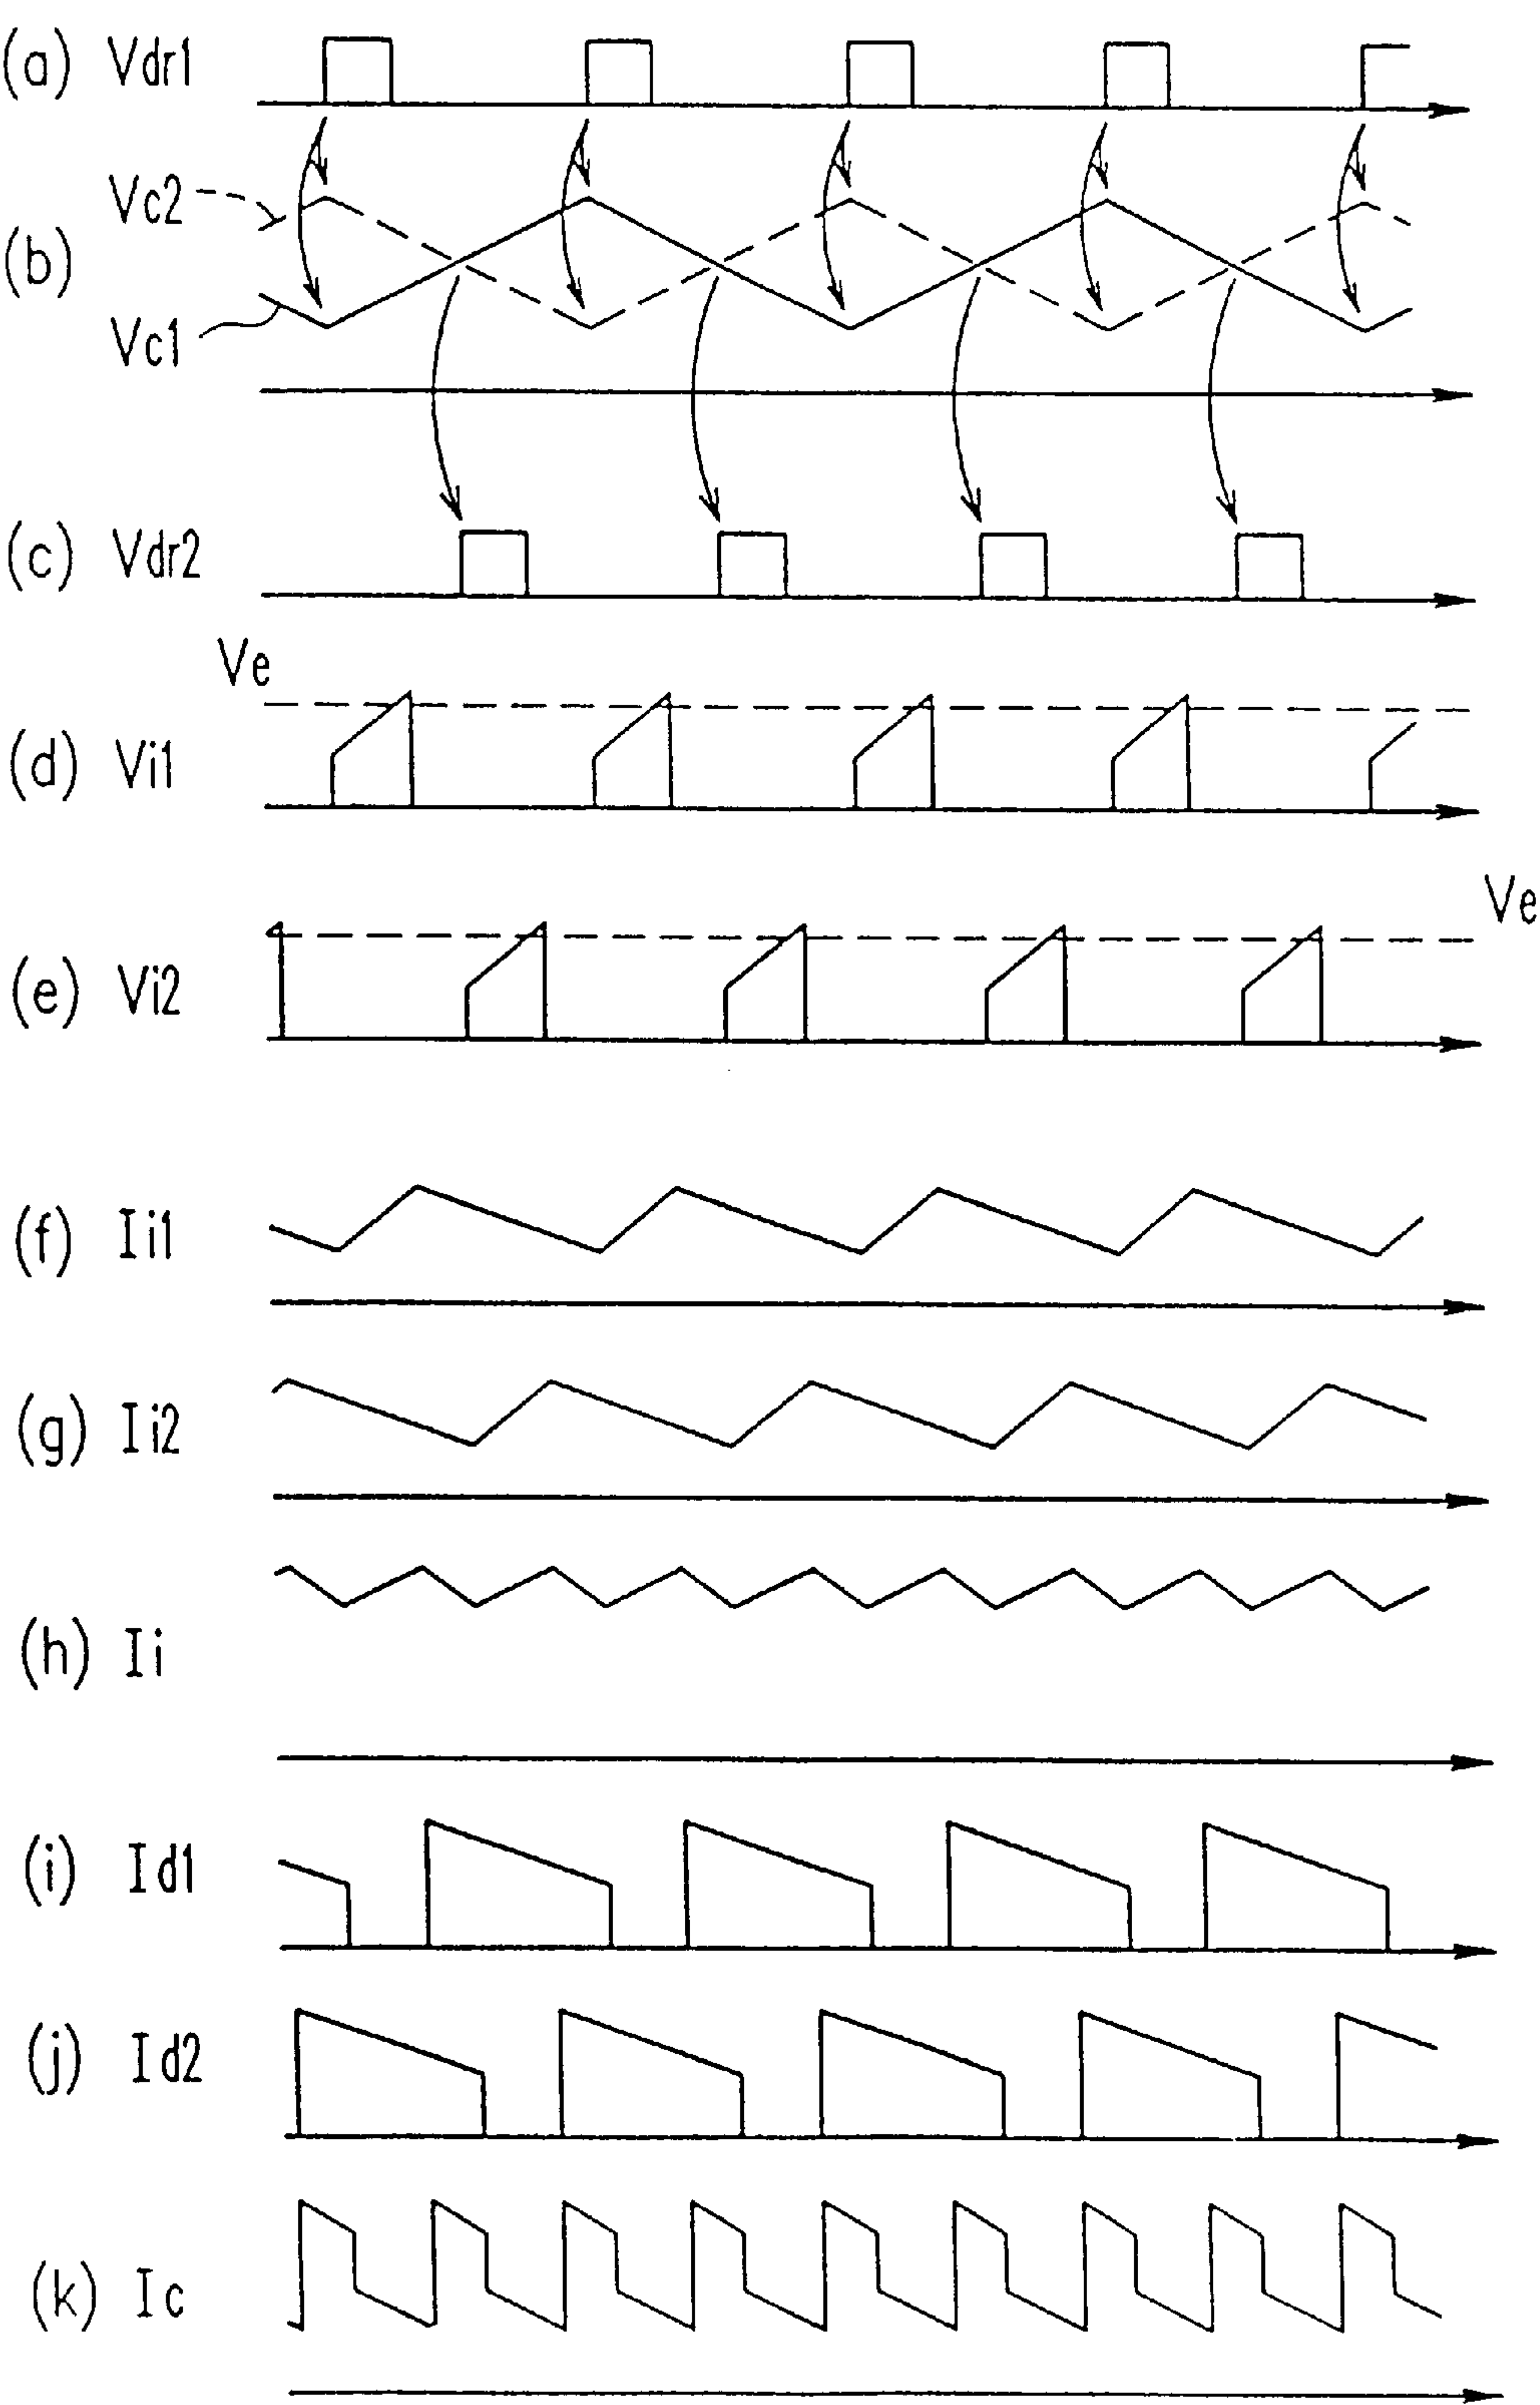 (a) Vdr1
Vc2
(b)
Vc1
(c) Vdr2
Ve
(d) Vi1
Ve
(e) Vi2
(f) Ii1
(g) Ii2
(h) Ii
(i) Id1
(j) Id2
(k) Ic